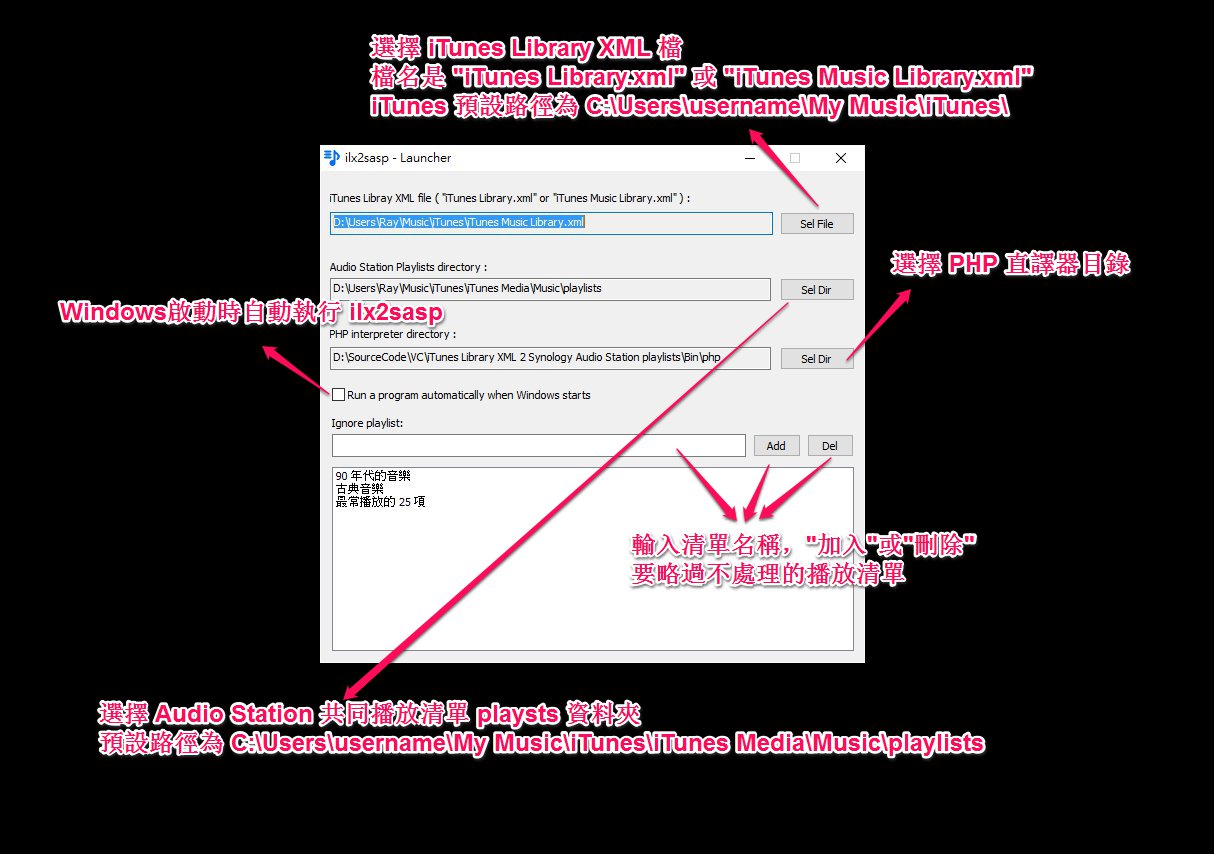 選擇 iTunes Library XML 檔
檔名是 "iTunes Library.xml" 或 "iTunes Music Library.xml"
iTunes 預設路徑為 C:\Users\username\My Music\iTunes\
ilx2sasp - Launcher
iTunes Libray XML file ( "iTunes Library.xml" or "iTunes Music Library.xml" ) :
D:\Users\Ray\Music\iTunes\iTunes Music Library.xml
Sel File
選擇 PHP 直譯器目錄
Audio Station Playlists directory :
D:\Users\Ray\Music\iTunes\iTunes Media\Music\playlists
Sel Dir
Windows啟動時自動執行 ilx2sasp
PHP interpreter directory :
D:\SourceCode\VC\iTunes Library XML 2 Synology Audio Station playlists\Bin\php
Sel Dir
Run a program automatically when Windows starts
Ignore playlist:
Add
Del
90 年代的音樂
古典音樂
最常播放的 25 項
輸入清單名稱，"加入"或"刪除"
要略過不處理的播放清單
選擇 Audio Station 共同播放清單 playsts 資料夾
預設路徑為 C:\Users\username\My Music\iTunes\iTunes Media\Music\playlists